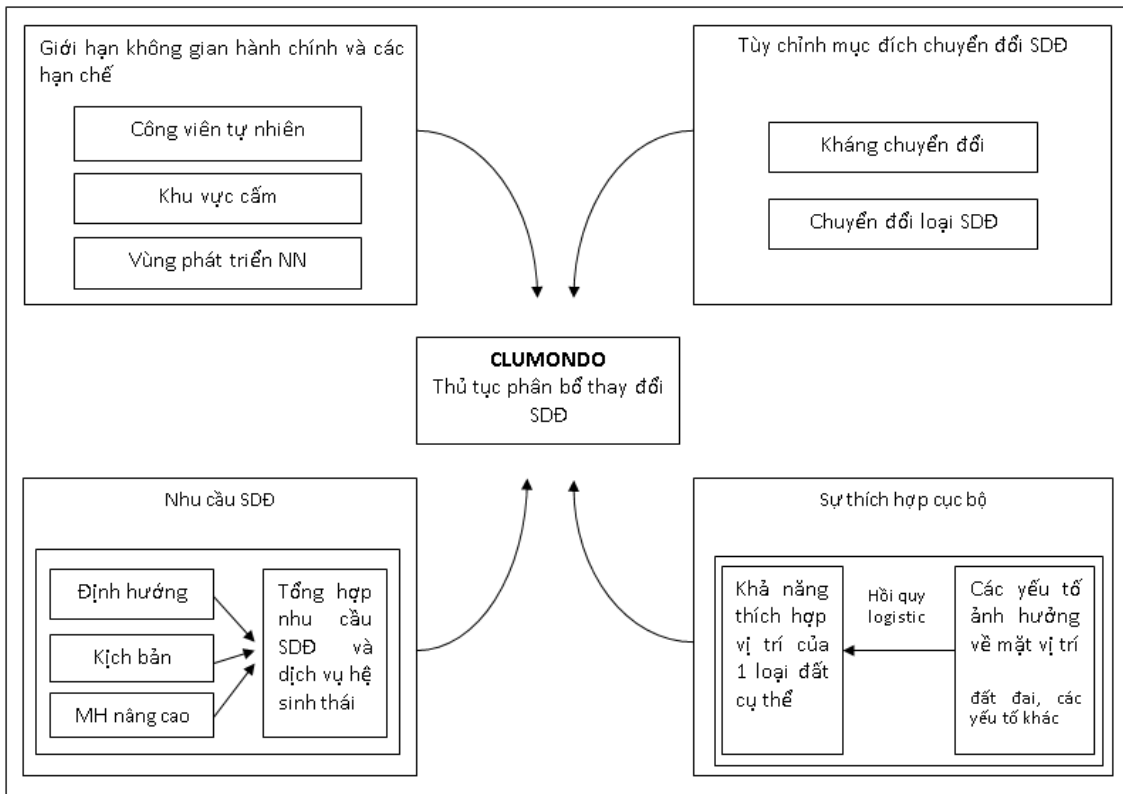 Giới hạn không gian hành chính và các
hạn chế
Công viên tự nhiên
Khu vực cấm
Vùng phát triển NN
Tùy chỉnh mục đích chuyển đổi SDĐ
Kháng chuyển đổi
Chuyển đổi loại SDĐ
CLUMONDO
Thủ tục phân bổ thay đổi
SDĐ
Nhu cầu SDĐ
Định hướng
Kịch bản
MH nâng cao
Tổng hợp
nhu cầu
SDĐ và
dịch vụ hệ
sinh thái
Sự thích hợp cục bộ
Khả năng
thích hợp
vị trí của
1 loại đất
cụ thể
Hồi quy
logistic
Các yếu tố
ảnh hưởng
về mặt vị trí
đất đai, các
yếu tố khác